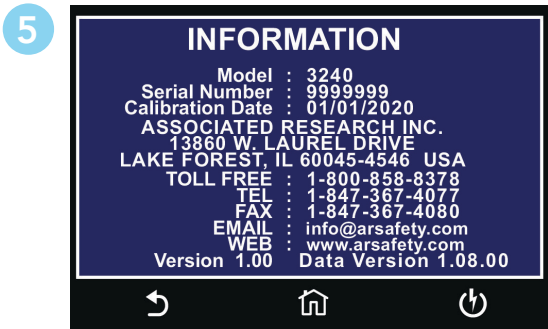 5
INFORMATION
Model : 3240
Serial Number : 9999999
Calibration Date : 01/01/2020
ASSOCIATED RESEARCH INC.
13860 W. LAUREL DRIVE
LAKE FOREST, IL 60045-4546 USA
TOLL FREE : 1-800-858-8378
TEL : 1-847-367-4077
FAX : 1-847-367-4080
EMAIL : info@arsafety.com
WEB : www.arsafety.com
Version 1.00 Data Version 1.08.00